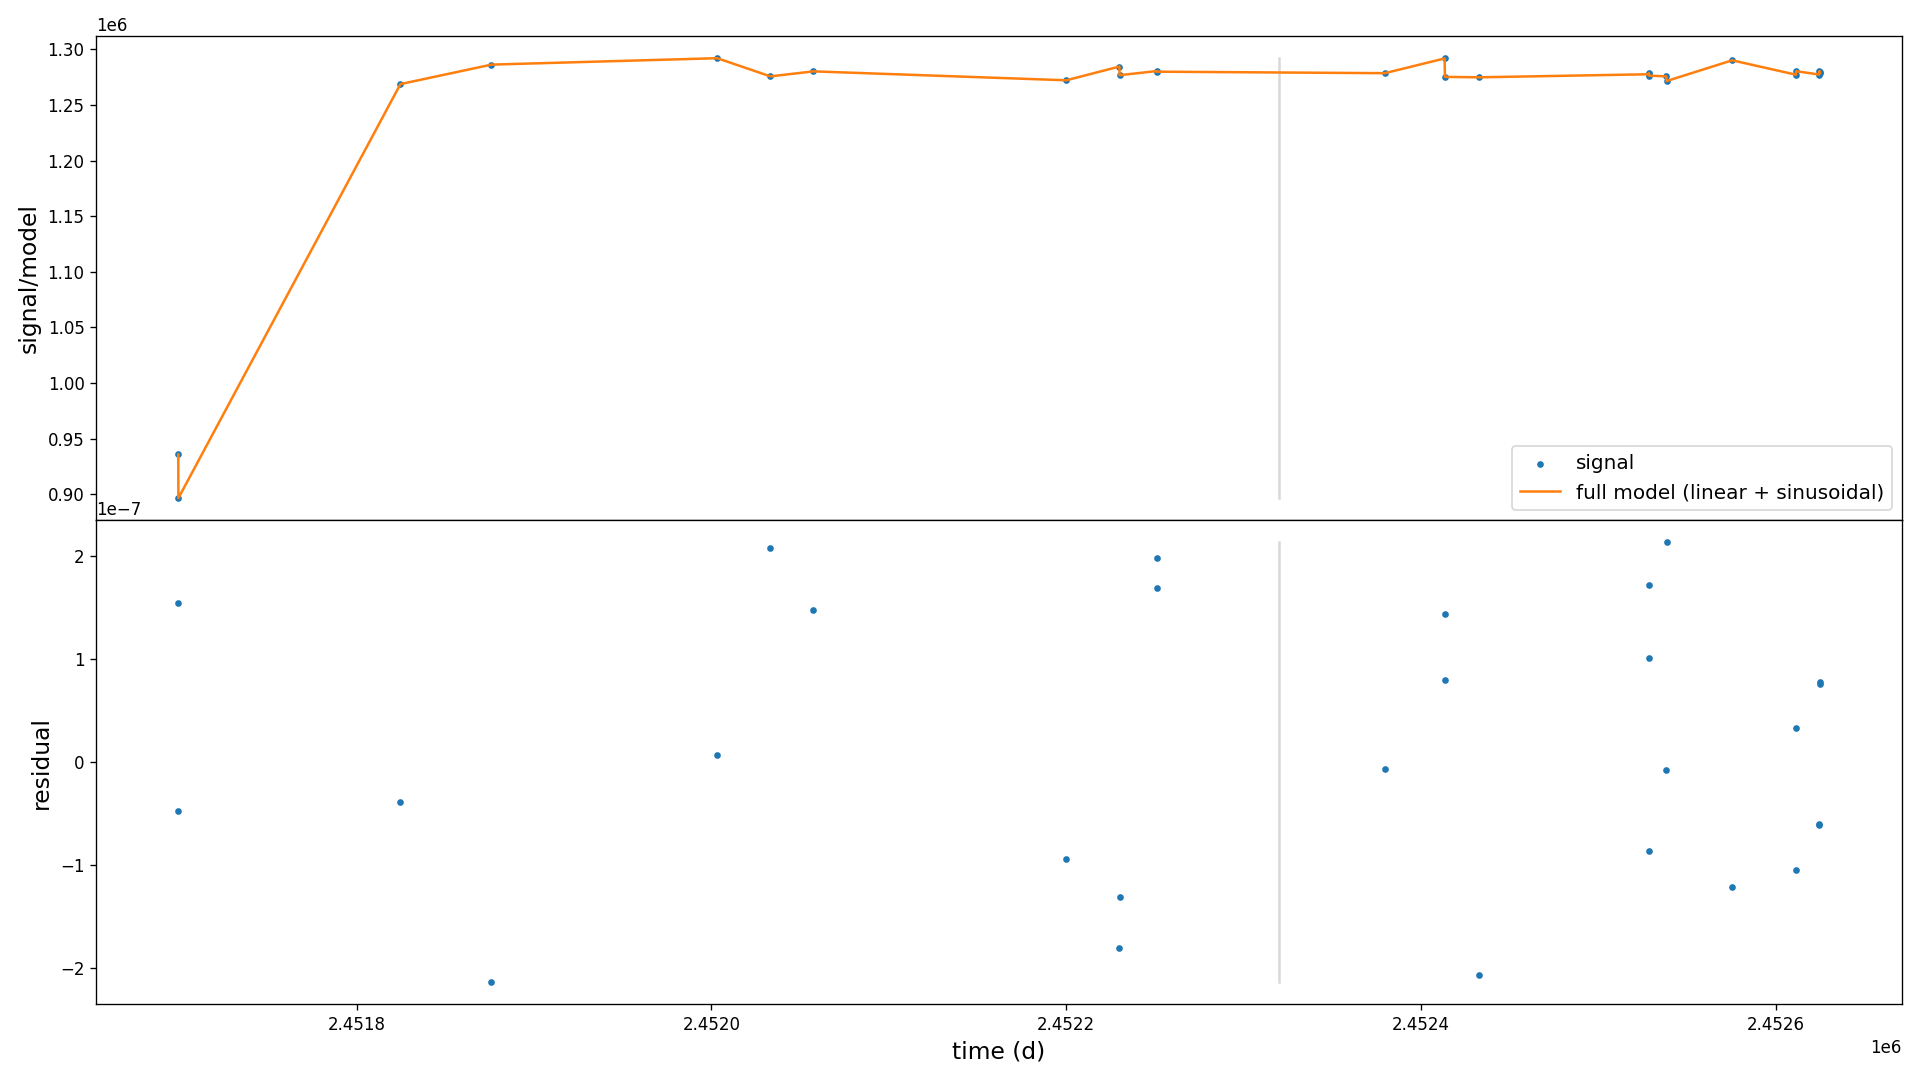 1e6
1.30
1.25
1.20
1.15
1.10
1.05
1.00
0.95
0.90
signal/model
signal
full model (linear + sinusoidal)
1e−7
2
1
0
−1
−2
residual
2.4518
2.4520
2.4522
2.4524
2.4526
1e6
time (d)